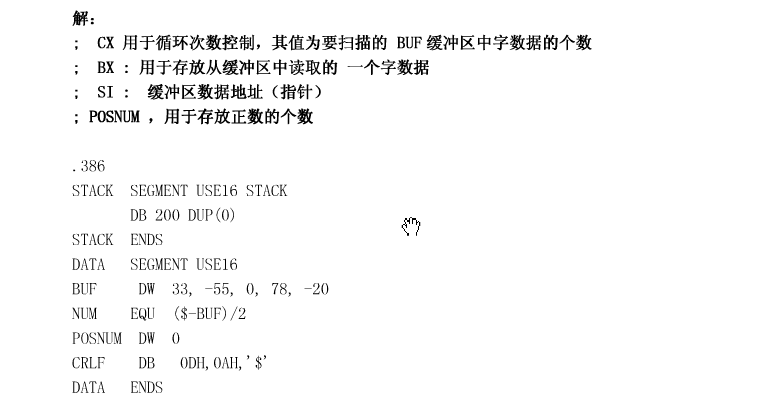 解：
;  CX 用于循环次数控制，其值为要扫描的 BUF缓冲区中字数据的个数
;  BX : 用于存放从缓冲区中读取的 一个字数据
;  SI :  缓冲区数据地址（指针）
; POSNUM ，用于存放正数的个数
.386
STACK  SEGMENT USE16 STACK
       DB 200 DUP(0)
STACK  ENDS
DATA   SEGMENT USE16
BUF     DW  33, -55, 0, 78, -20
NUM    EQU  ($-BUF)/2
POSNUM  DW  0
CRLF    DB   0DH,0AH,'$'
DATA   ENDS